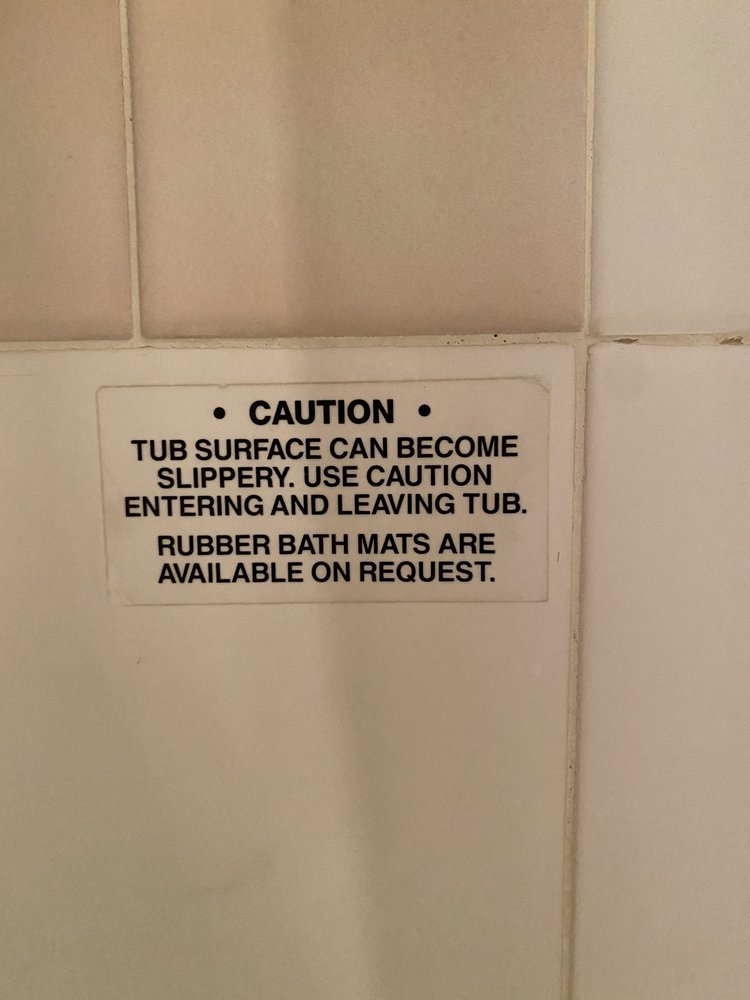 • CAUTION •
TUB SURFACE CAN BECOME
SLIPPERY. USE CAUTION
ENTERING AND LEAVING TUB.
RUBBER BATH MATS ARE
AVAILABLE ON REQUEST.